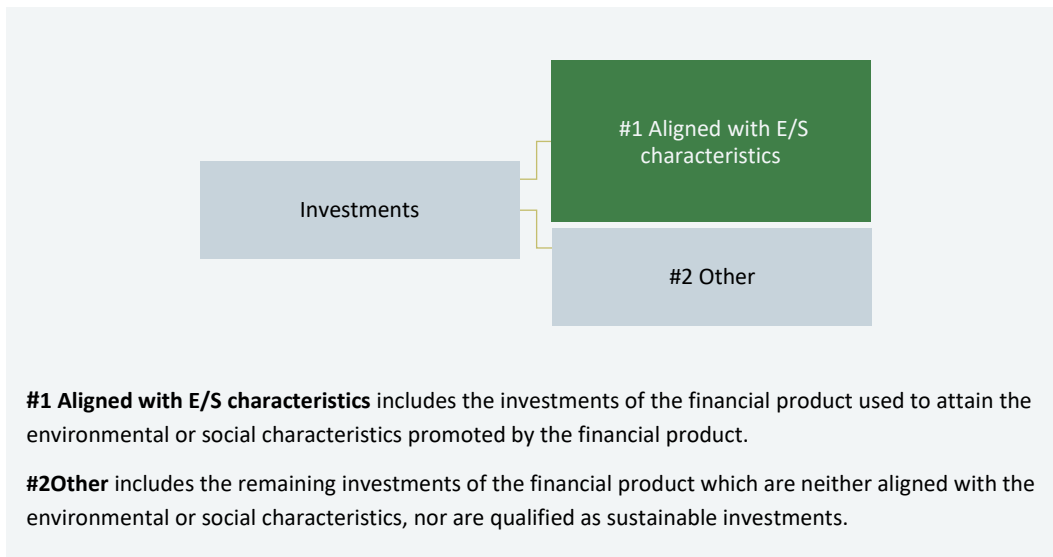 #1 Aligned with E/S
characteristics
Investments
#2 Other
#1 Aligned with E/S characteristics includes the investments of the financial product used to attain the
environmental or social characteristics promoted by the financial product.
#2Other includes the remaining investments of the financial product which are neither aligned with the
environmental or social characteristics, nor are qualified as sustainable investments.